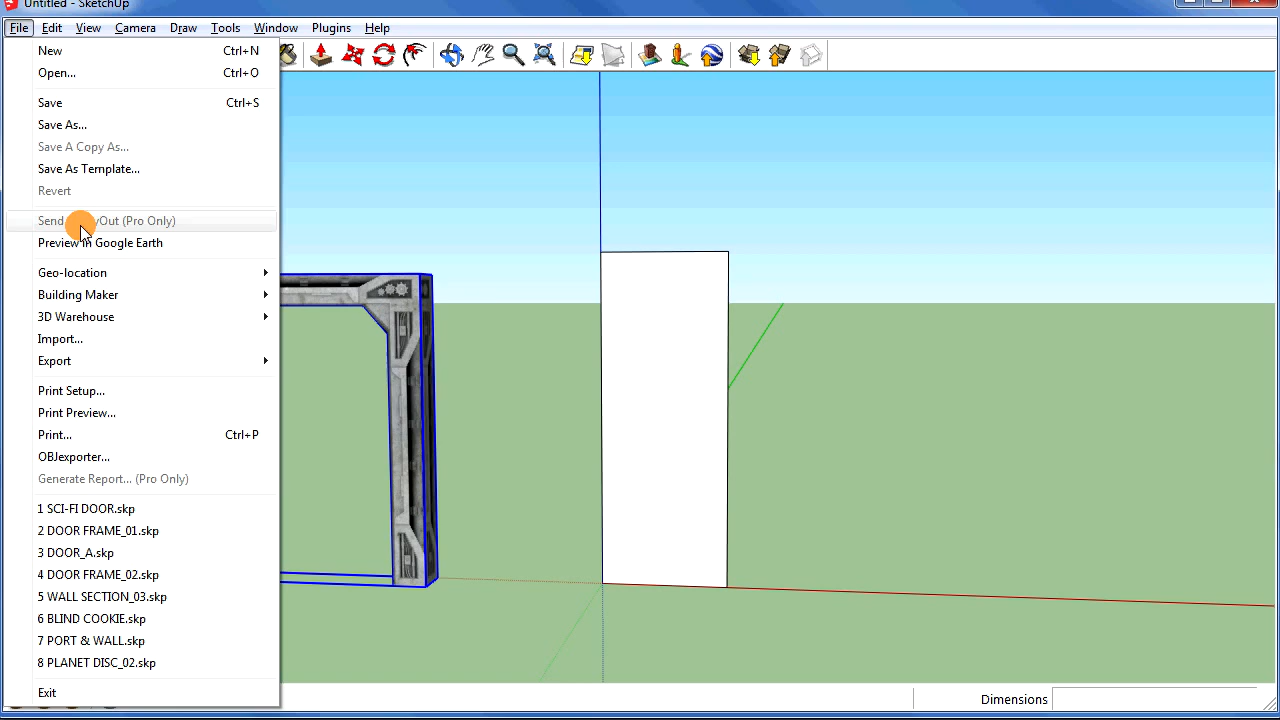 Untitled - SketchUp
File Edit View Camera Draw Tools Window Plugins Help
New Ctrl+N
Open... Ctrl+O
Save Ctrl+S
Save As...
Save A Copy As...
Save As Template...
Revert
Send yOut (Pro Only)
Preview in Google Earth
Geo-location
Building Maker
3D Warehouse
Import...
Export
Print Setup...
Print Preview...
Print... Ctrl+P
OBJexporter...
Generate Report... (Pro Only)
1 SCI-FI DOOR.skp
2 DOOR FRAME_01.skp
3 DOOR_A.skp
4 DOOR FRAME_02.skp
5 WALL SECTION_03.skp
6 BLIND COOKIE.skp
7 PORT & WALL.skp
8 PLANET DISC_02.skp
Exit
Dimensions